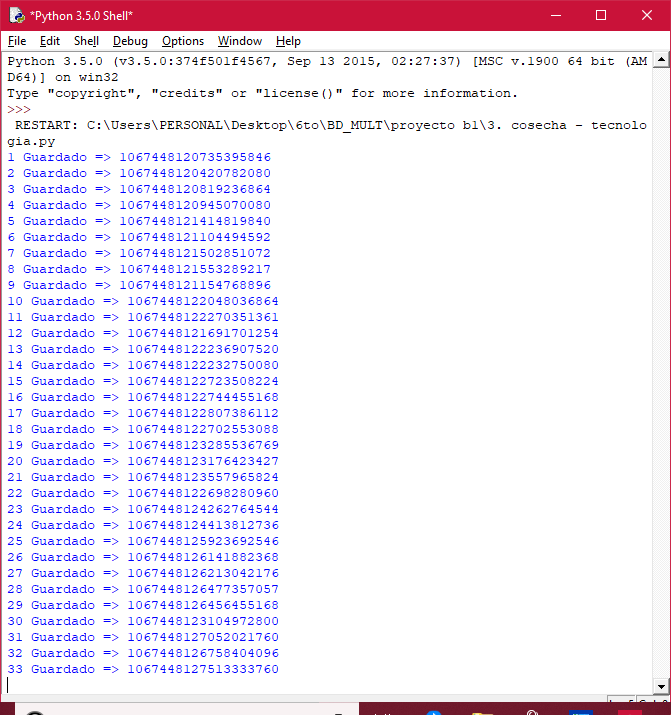 *Python 3.5.0 Shell*
File Edit Shell Debug Options Window Help
Python 3.5.0 (v3.5.0:374f501f4567, Sep 13 2015, 02:27:37) [MSC v.1900 64 bit (AM
D64)] on win32
Type "copyright", "credits" or "license()" for more information.
>>>
RESTART: C:\Users\PERSONAL\Desktop\6to\BD_MULT\proyecto b1\3. cosecha - tecnolo
gia.py
1 Guardado => 1067448120735395846
2 Guardado => 1067448120420782080
3 Guardado => 1067448120819236864
4 Guardado => 1067448120945070080
5 Guardado => 1067448121414819840
6 Guardado => 1067448121104494592
7 Guardado => 1067448121502851072
8 Guardado => 1067448121553289217
9 Guardado => 1067448121154768896
10 Guardado => 1067448122048036864
11 Guardado => 1067448122270351361
12 Guardado => 1067448121691701254
13 Guardado => 1067448122236907520
14 Guardado => 1067448122232750080
15 Guardado => 1067448122723508224
16 Guardado => 1067448122744455168
17 Guardado => 1067448122807386112
18 Guardado => 1067448122702553088
19 Guardado => 1067448123285536769
20 Guardado => 1067448123176423427
21 Guardado => 1067448123557965824
22 Guardado => 1067448122698280960
23 Guardado => 1067448124262764544
24 Guardado => 1067448124413812736
25 Guardado => 1067448125923692546
26 Guardado => 1067448126141882368
27 Guardado => 1067448126213042176
28 Guardado => 1067448126477357057
29 Guardado => 1067448126456455168
30 Guardado => 1067448123104972800
31 Guardado => 1067448127052021760
32 Guardado => 1067448126758404096
33 Guardado => 1067448127513333760